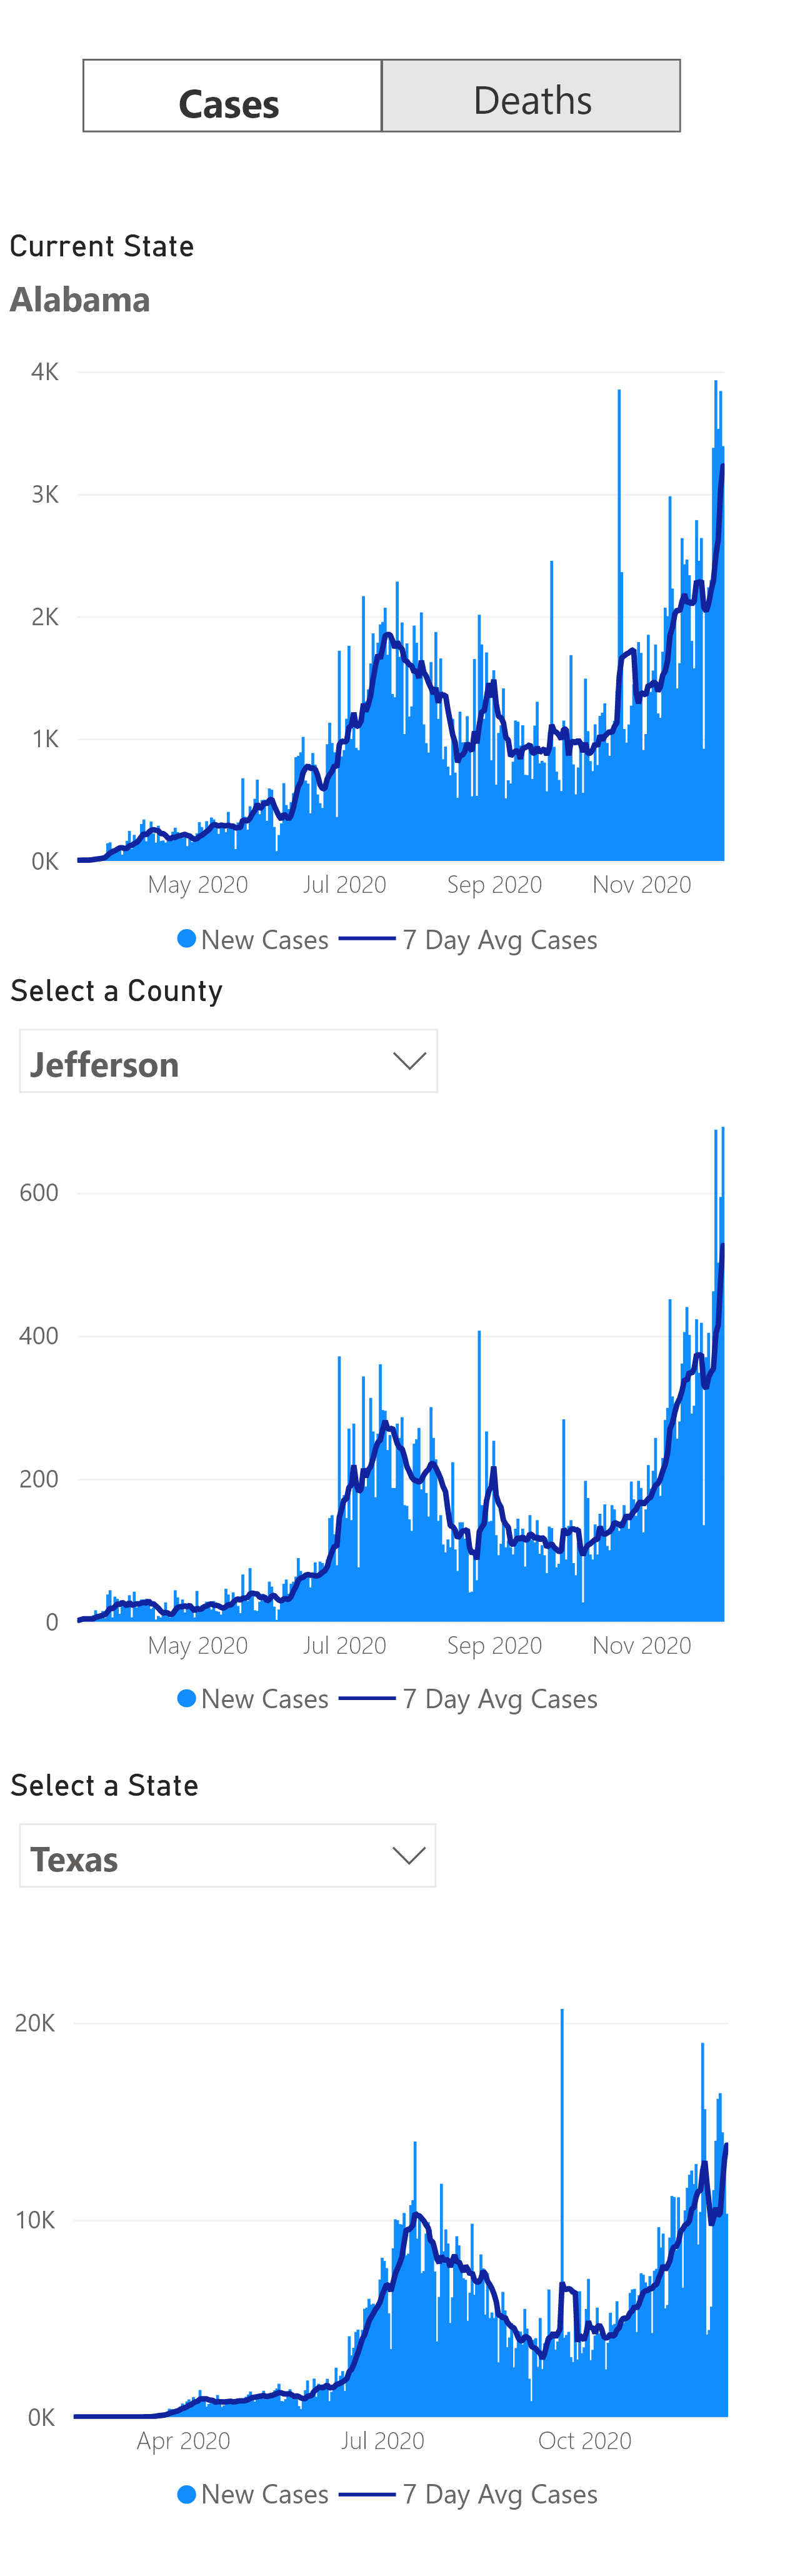 Cases Deaths
Current State
Alabama
4K
3K
2K
1K
0K
May 2020 Jul 2020 Sep 2020 Nov 2020
New Cases 7 Day Avg Cases
Select a County
Jefferson
600
400
200
0
May 2020 Jul 2020 Sep 2020 Nov 2020
New Cases 7 Day Avg Cases
Select a State
Texas
20K
10K
0K
Apr 2020 Jul 2020 Oct 2020
New Cases 7 Day Avg Cases